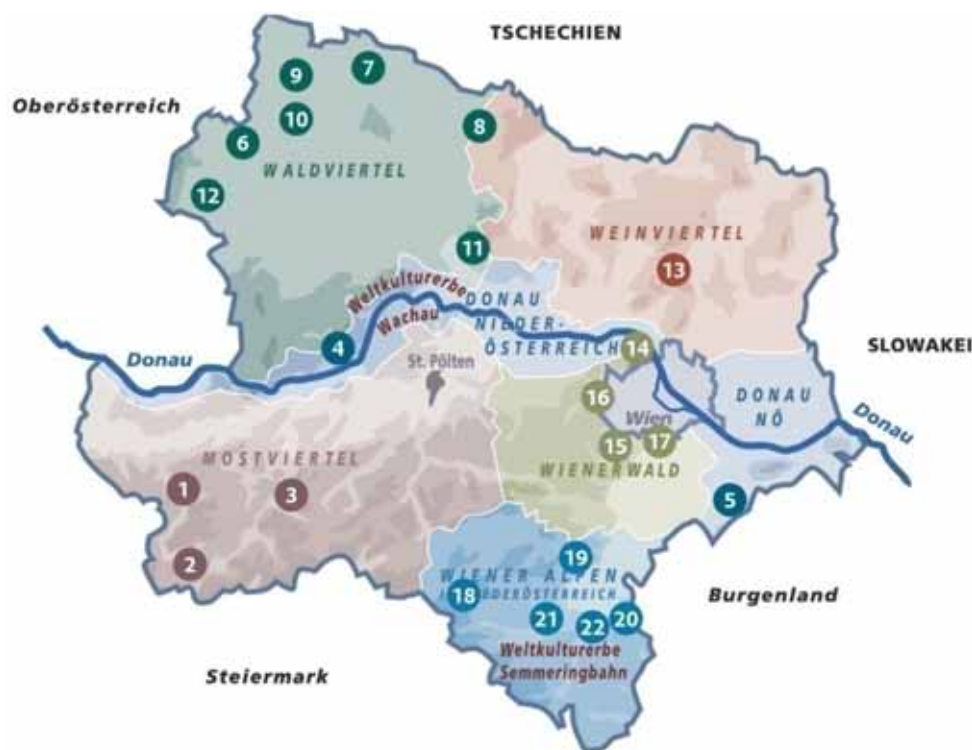 TSCHECHIEN
9
7
Oberösterreich
10
8
6
WALDVIERTEL
12
WEINVIERTEL
11
13
Weltkulturerbe
Wachau
DONAU
NIEDER-
ÖSTERREICH
4
14
SLOWAKEI
Donau
St. Pölten
16
Wien
DONAU
NÖ
Donau
MOSTVIERTEL
15
17
WIENERWALD
1
3
5
2
19
WIENER ALPEN
18
21
22
20
Burgenland
Weltkulturerbe
Semmeringbahn
Steiermark